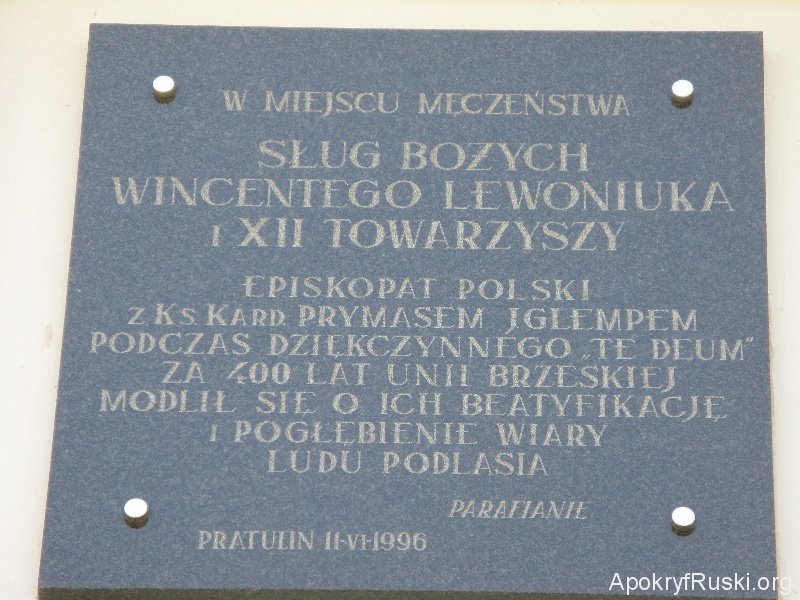 W MIEJSCU MĘCZEŃSTWA
SŁUG BOŻYCH
WINCENTEGO LEWONIUKA
I XII TOWARZYSZY
EPISKOPAT POLSKI
Z KS. KARD. PRYMASEM J.GLEMPEM
PODCZAS DZIĘKCZYNNEGO „TE DEUM”
ZA 400 LAT UNII BRZESKIEJ
MODLIŁ SIĘ O ICH BEATYFIKACJĘ
I POGŁĘBIENIE WIARY
LUDU PODLASIA
PARAFIANIE
PRATULIN 11-VI-1996
ApokryfRuski.org